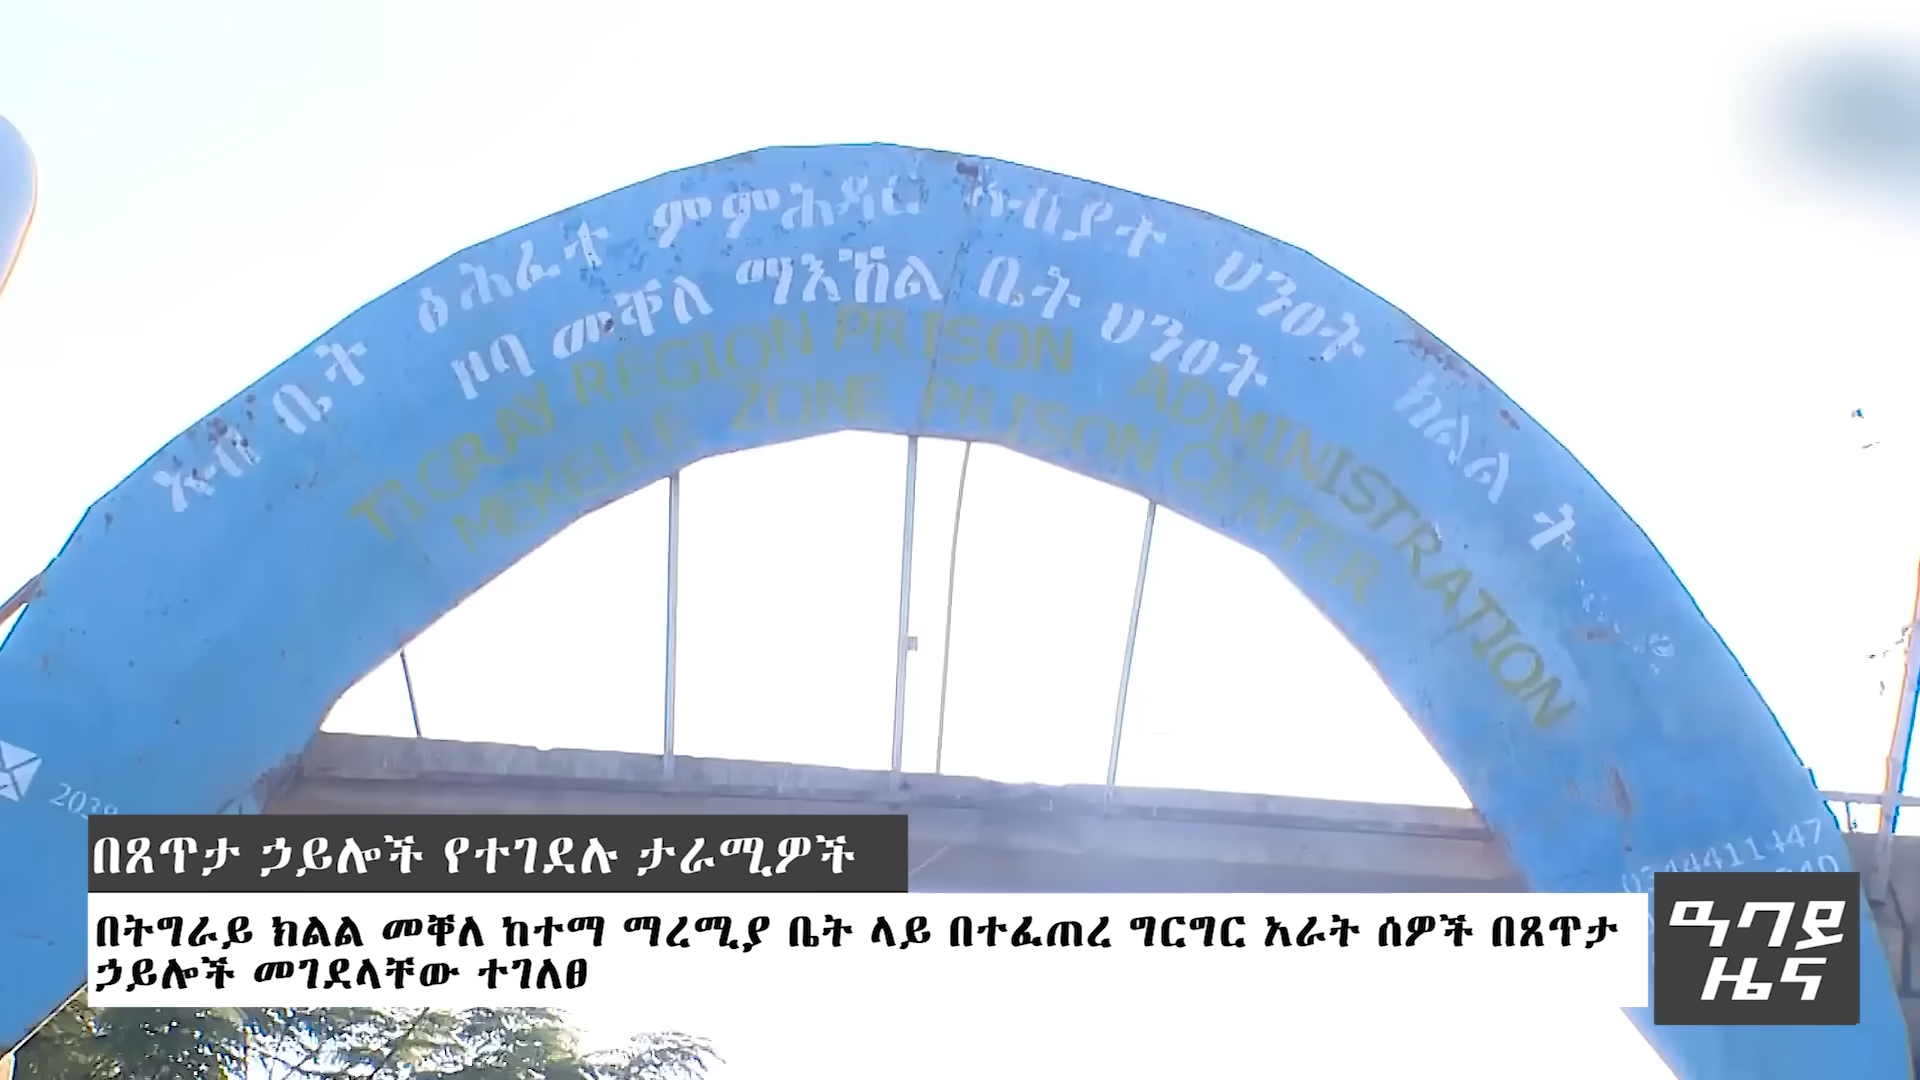 ኣብ ቤት ፅሕፈት ምምሕዳር ኣብያተ ህንፀት ክልል
ዞባ መቐለ ማእኸል ቤት ህንፀት
TIGRAY REGION PRISON ADMINISTRATION
MEKELLE ZONE PRISON CENTER
በጸጥታ ኃይሎች የተገደሉ ታራሚዎች
በትግራይ ክልል መቐለ ከተማ ማረሚያ ቤት ላይ በተፈጠረ ግርግር አራት ሰዎች በጸጥታ
ኃይሎች መገደላቸው ተገለፀ
ዓባይ
ዜና